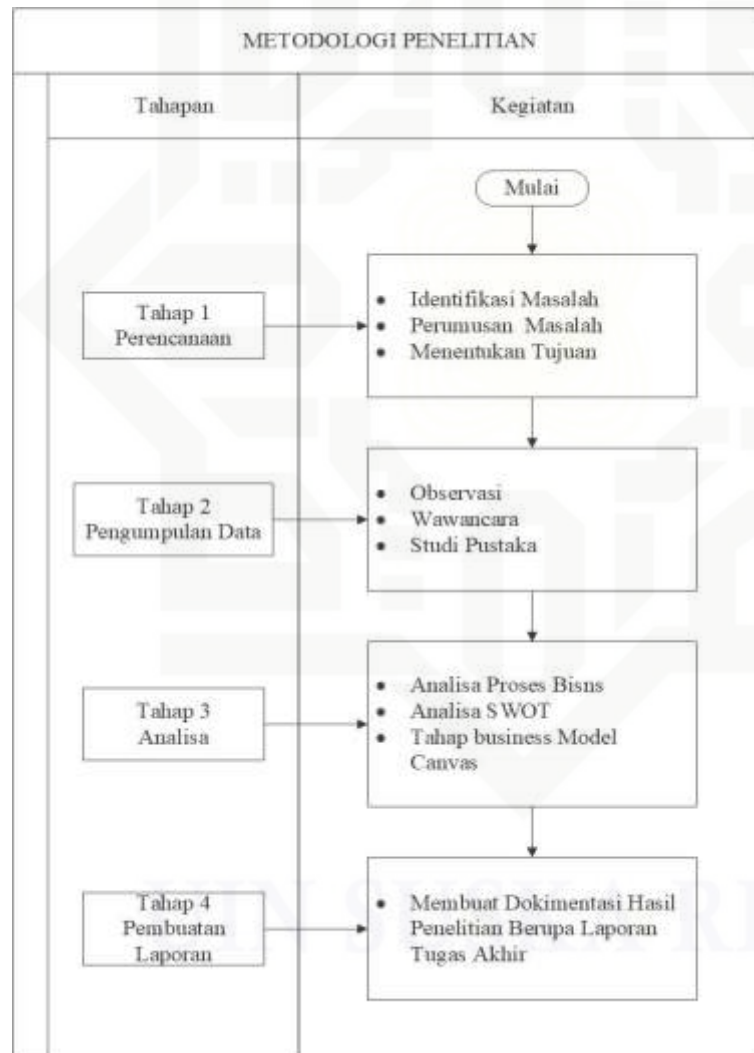 METODOLOGI PENELITIAN
Tahapan
Kegiatan
Mulai
Tahap 1
Perencanaan
• Identifikasi Masalah
• Perumusan Masalah
• Menentukan Tujuan
Tahap 2
Pengumpulan Data
• Observasi
• Wawancara
• Studi Pustaka
Tahap 3
Analisa
• Analisa Proses Bisns
• Analisa SWOT
• Tahap business Model
Canvas
Tahap 4
Pembuatan
Laporan
• Membuat Dokimentasi Hasil
Penelitian Berupa Laporan
Tugas Akhir